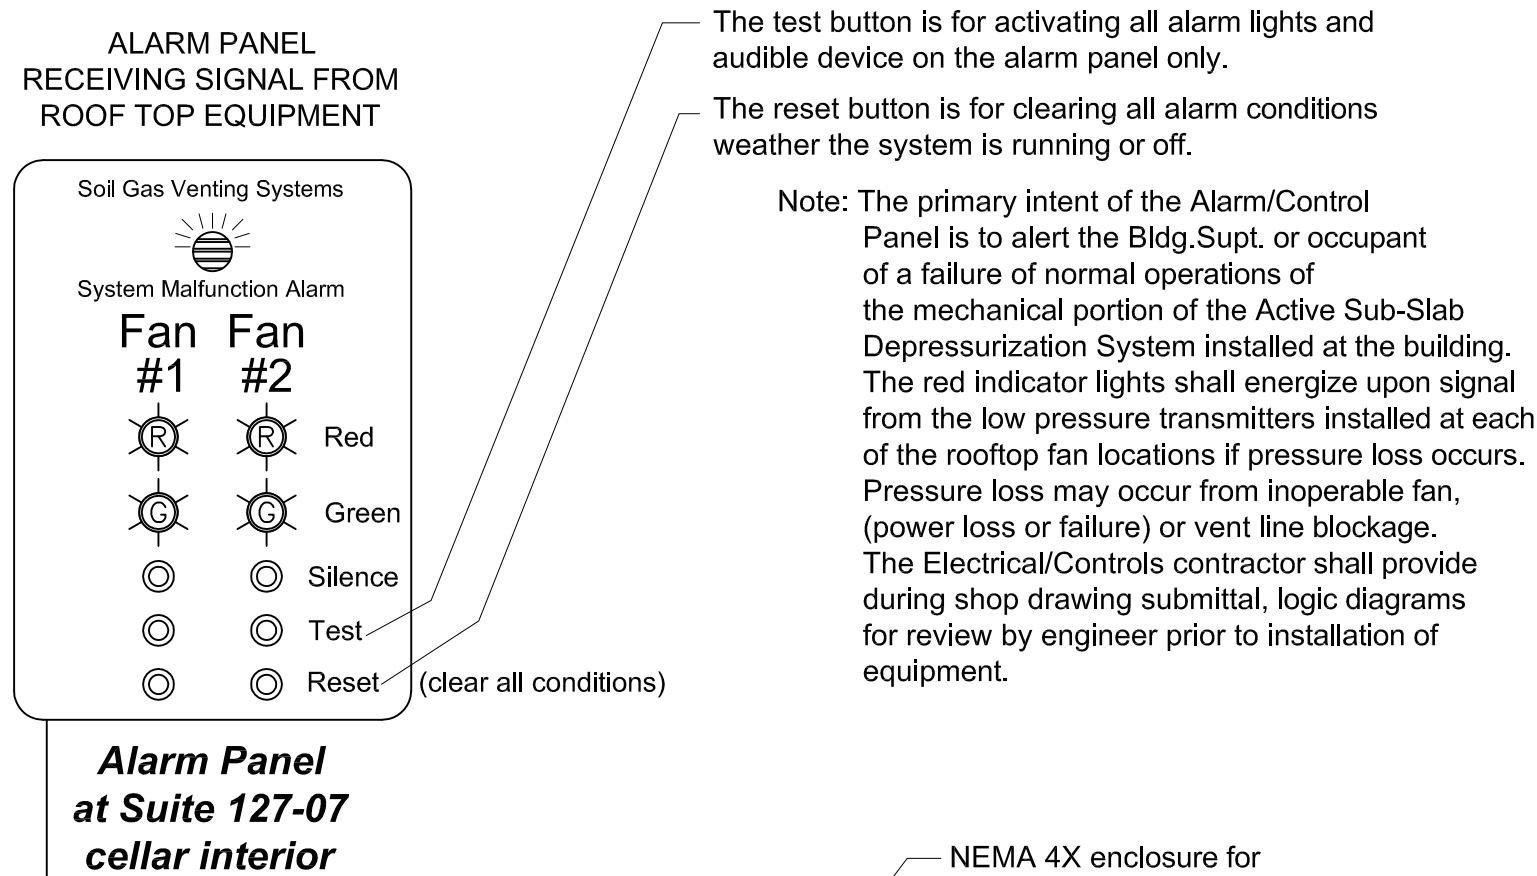 ALARM PANEL
RECEIVING SIGNAL FROM
ROOF TOP EQUIPMENT
Soil Gas Venting Systems
System Malfunction Alarm
Fan Fan
#1 #2
R R Red
G G Green
Silence
Test
Reset (clear all conditions)
Alarm Panel
at Suite 127-07
cellar interior
The test button is for activating all alarm lights and
audible device on the alarm panel only.
The reset button is for clearing all alarm conditions
weather the system is running or off.
Note: The primary intent of the Alarm/Control
Panel is to alert the Bldg.Supt. or occupant
of a failure of normal operations of
the mechanical portion of the Active Sub-Slab
Depressurization System installed at the building.
The red indicator lights shall energize upon signal
from the low pressure transmitters installed at each
of the rooftop fan locations if pressure loss occurs.
Pressure loss may occur from inoperable fan,
(power loss or failure) or vent line blockage.
The Electrical/Controls contractor shall provide
during shop drawing submittal, logic diagrams
for review by engineer prior to installation of
equipment.
NEMA 4X enclosure for